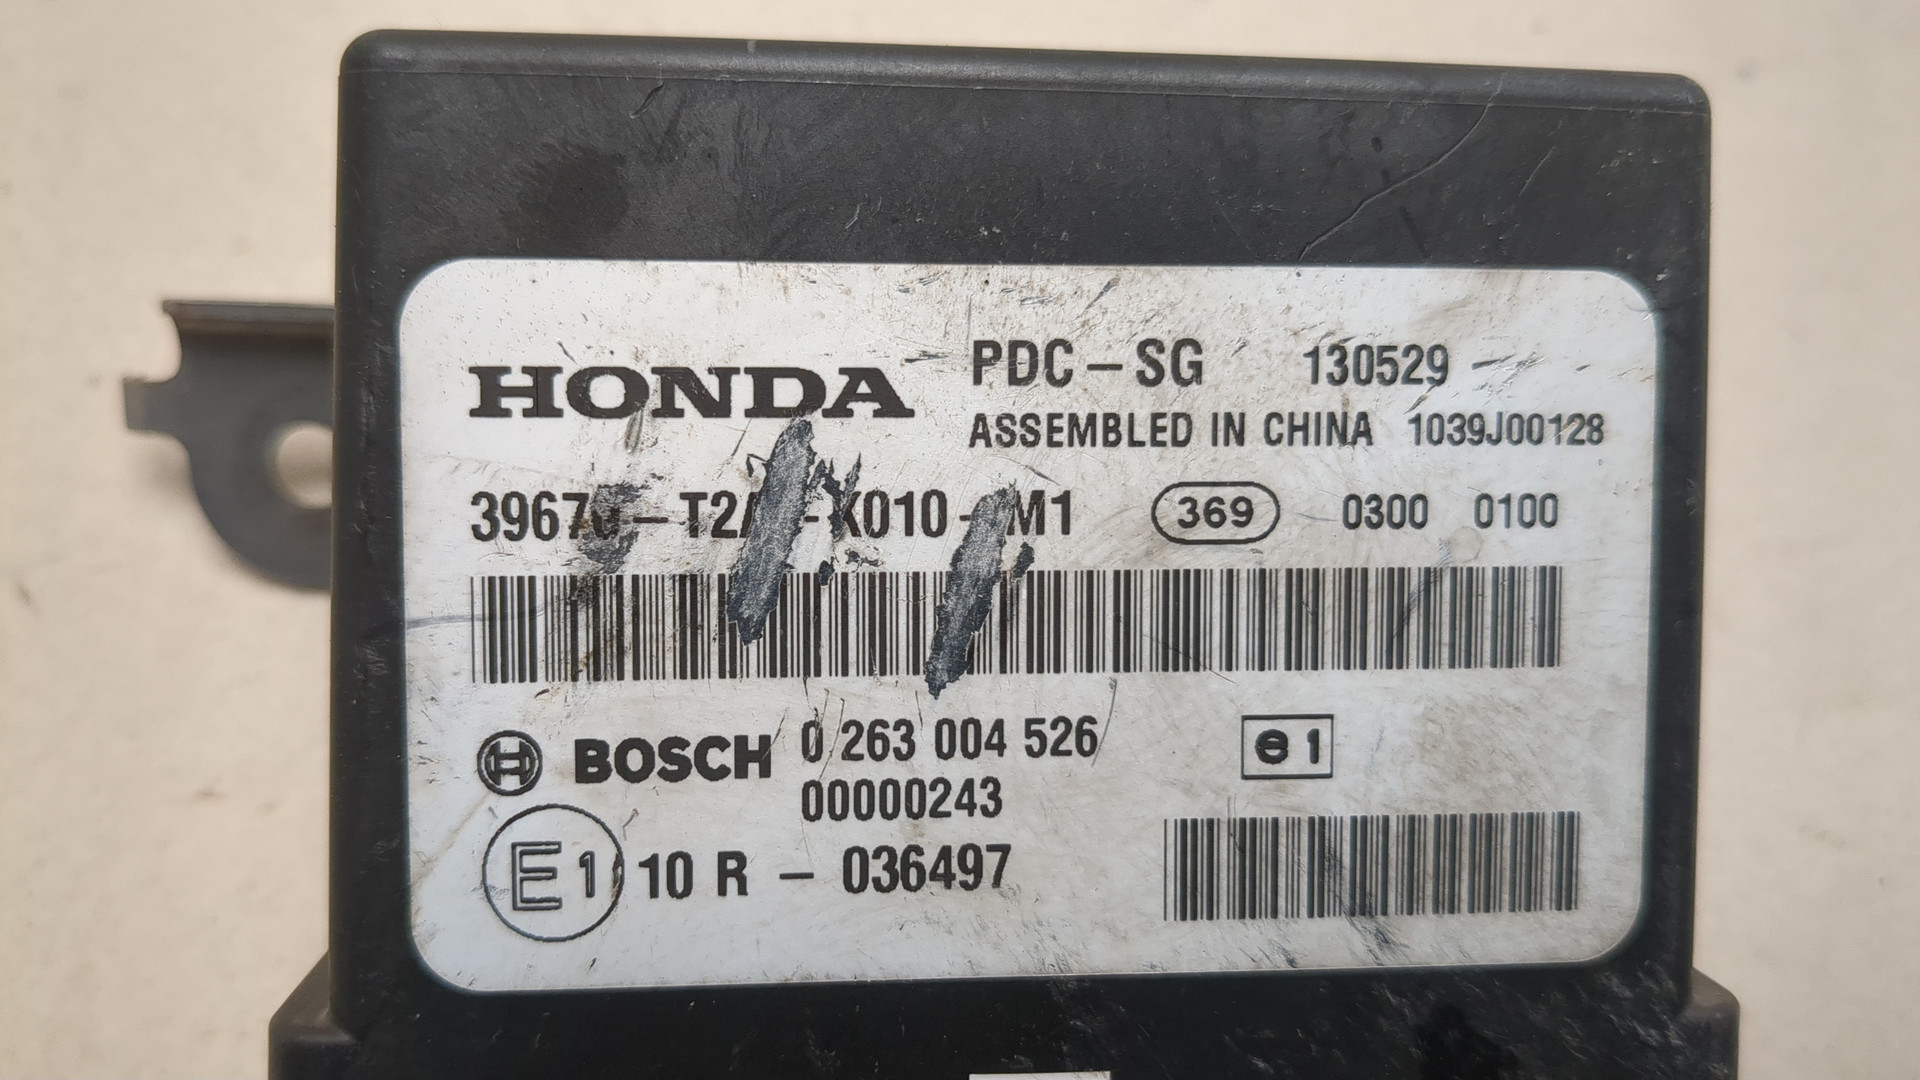 HONDA PDC - SG 130529
ASSEMBLED IN CHINA 1039J00128
M1 369 0300 0100
BOSCH 0 263 004 526
00000243
e1
E1 10 R - 036497